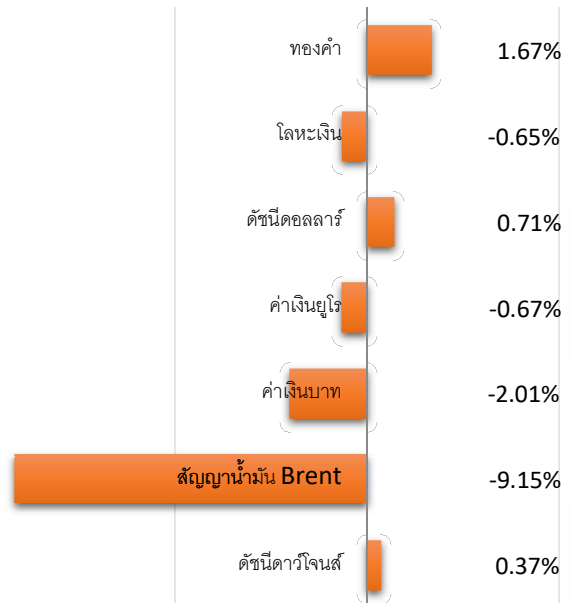 ทองคำ 1.67%
โลหะเงิน -0.65%
ดัชนีดอลลาร์ 0.71%
ค่าเงินยูโร -0.67%
ค่าเงินบาท -2.01%
สัญญาน้ำมัน Brent -9.15%
ดัชนีดาวโจนส์ 0.37%